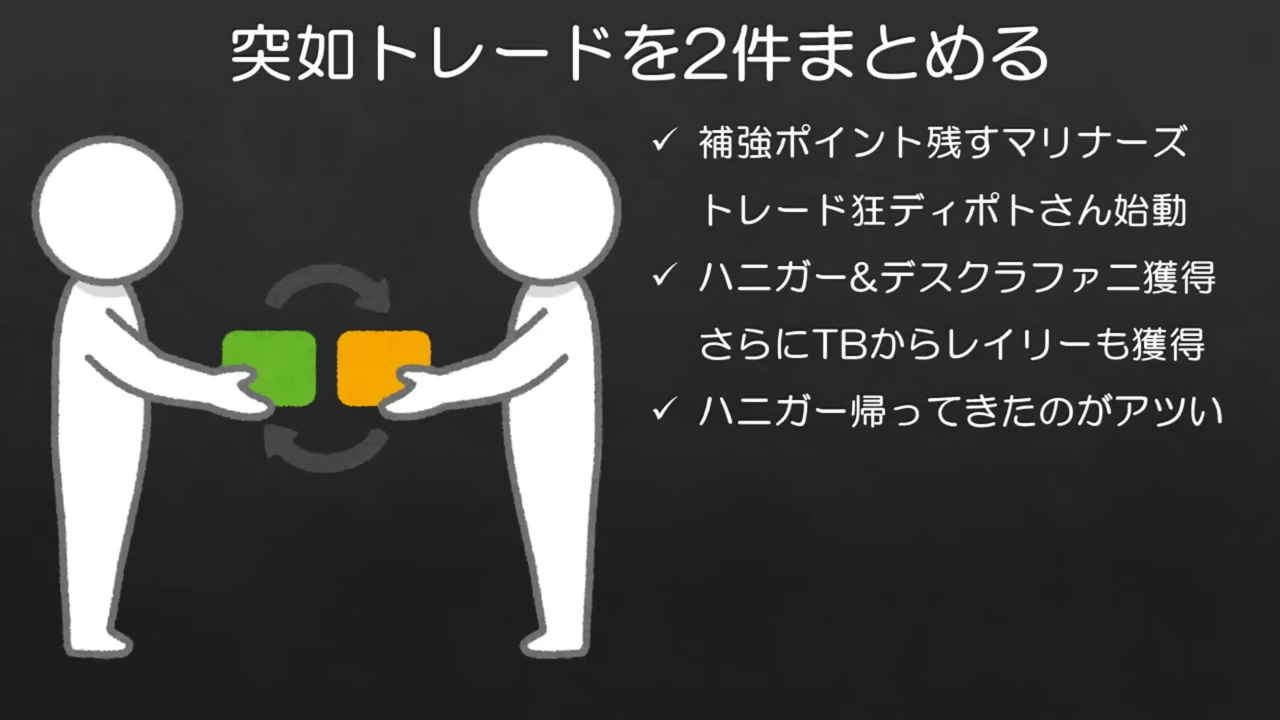 突如トレードを2件まとめる
✓ 補強ポイント残すマリナーズ
トレード狂ディポトさん始動
✓ ハニガー&デスクラファニ獲得
さらにTBからレイリーも獲得
✓ ハニガー帰ってきたのがアツい